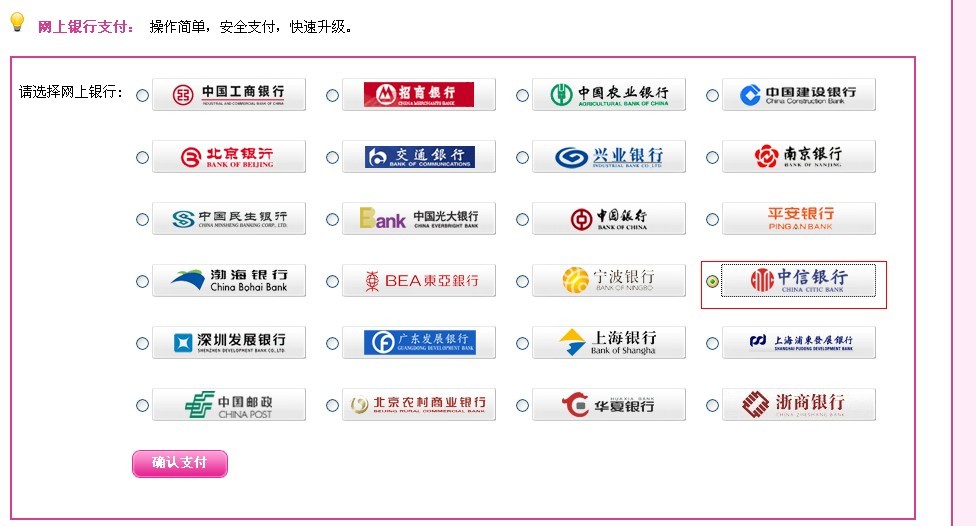 网上银行支付： 操作简单，安全支付，快速升级。
请选择网上银行：
中国工商银行
INDUSTRIAL AND COMMERCIAL BANK OF CHINA
招商银行
CHINA MERCHANTS BANK
中国农业银行
AGRICULTURAL BANK OF CHINA
中国建设银行
China Construction Bank
北京银行
BANK OF BEIJING
交通银行
BANK OF COMMUNICATIONS
兴业银行
INDUSTRIAL BANK CO.,LTD.
南京银行
BANK OF NANJING
中国民生银行
CHINA MINSHENG BANKING CORP., LTD.
Bank 中国光大银行
CHINA EVERBRIGHT BANK
中国银行
BANK OF CHINA
平安银行
PING AN BANK
渤海银行
China Bohai Bank
BEA東亞銀行
宁波银行
BANK OF NINGBO
中信银行
CHINA CITIC BANK
深圳发展银行
SHENZHEN DEVELOPMENT BANK CO.,LTD
广东发展银行
GUANGDONG DEVELOPMENT BANK
上海银行
Bank of Shangha
上海浦東發展銀行
SHANGHAI PUDONG DEVELOPMENT BANK
中国邮政
CHINA POST
北京农村商业银行
BEIJING RURAL COMMERCIAL BANK
HUAXIA BANK
华夏银行
浙商银行
CHINA ZHESHANG BANK
确认支付